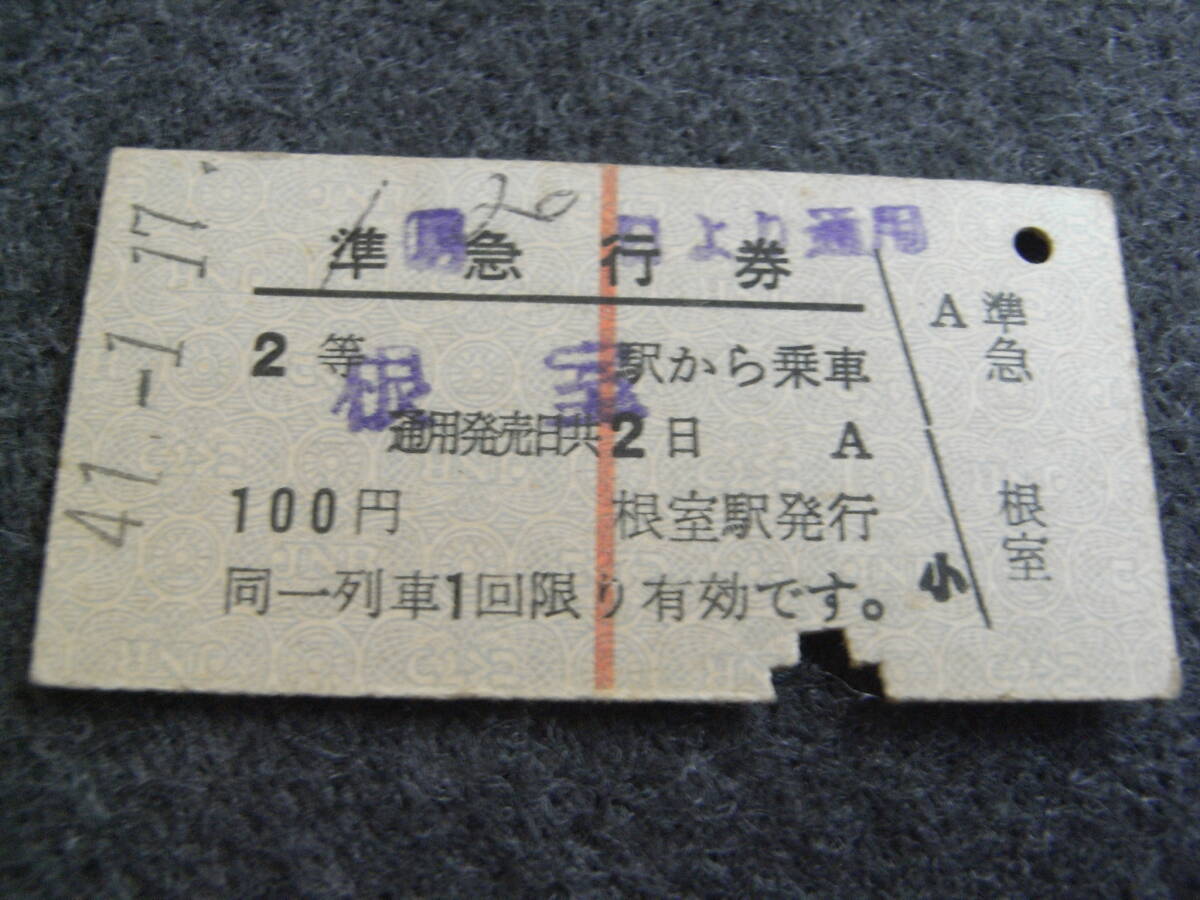 41.-1.17.
20
日より通用
準急行券
2等 根室 駅から乗車
通用発売日共2日 A
100円 根室駅発行
同一列車1回限り有効です。
小
A 準急
根室